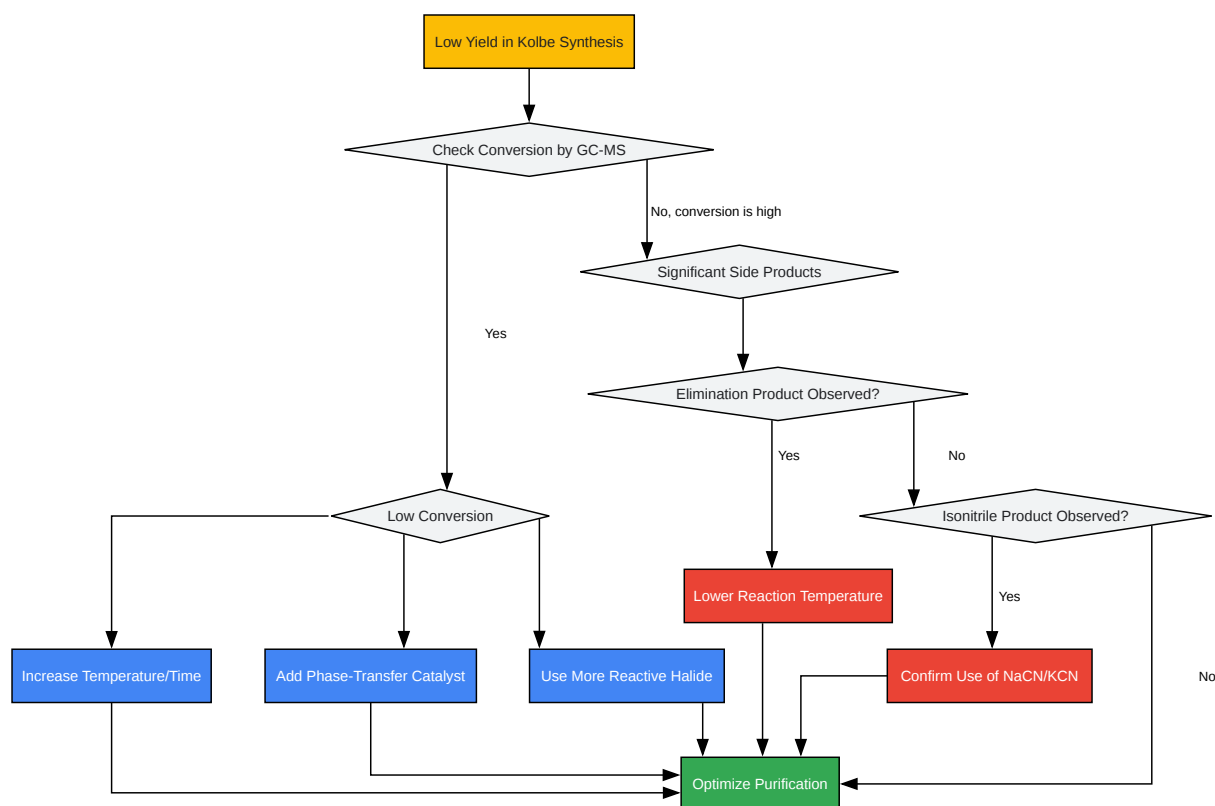 Low Yield in Kolbe Synthesis
Check Conversion by GC-MS
No, conversion is high
Significant Side Products
Yes
Elimination Product Observed?
Yes
No
Low Conversion
Isonitrile Product Observed?
Lower Reaction Temperature
Yes
Increase Temperature/Time
Add Phase-Transfer Catalyst
Use More Reactive Halide
Confirm Use of NaCN/KCN
No
Optimize Purification